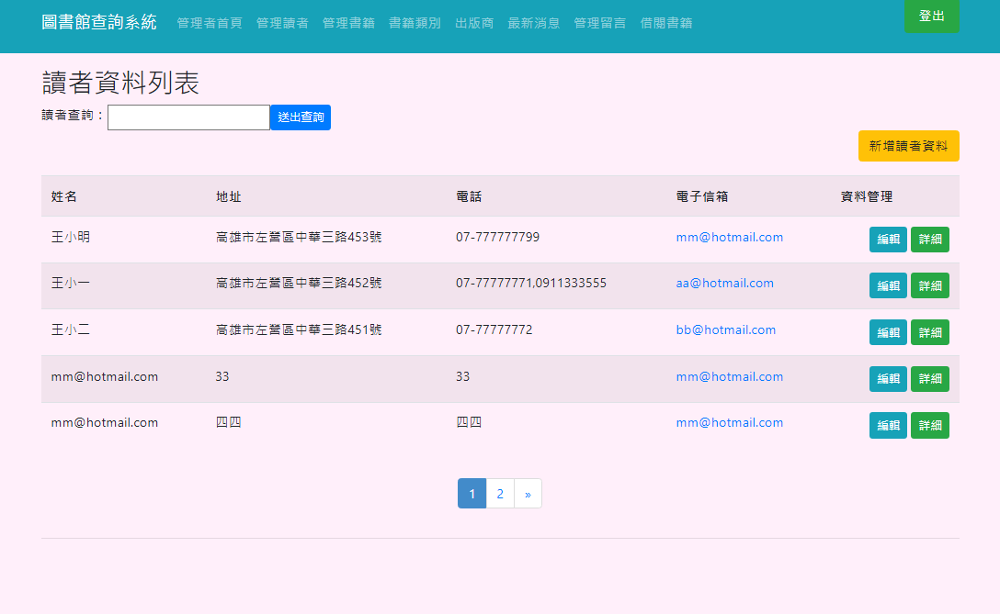 圖書館查詢系統 管理者首頁 管理讀者 管理書籍 書籍類別 出版商 最新消息 管理留言 借閱書籍 登出
讀者資料列表
讀者查詢： 送出查詢
新增讀者資料
姓名 地址 電話 電子信箱 資料管理
王小明 高雄市左營區中華三路453號 07-777777799 mm@hotmail.com 編輯 詳細
王小一 高雄市左營區中華三路452號 07-77777771,0911333555 aa@hotmail.com 編輯 詳細
王小二 高雄市左營區中華三路451號 07-77777772 bb@hotmail.com 編輯 詳細
mm@hotmail.com 33 33 mm@hotmail.com 編輯 詳細
mm@hotmail.com 四四 四四 mm@hotmail.com 編輯 詳細
1 2 »